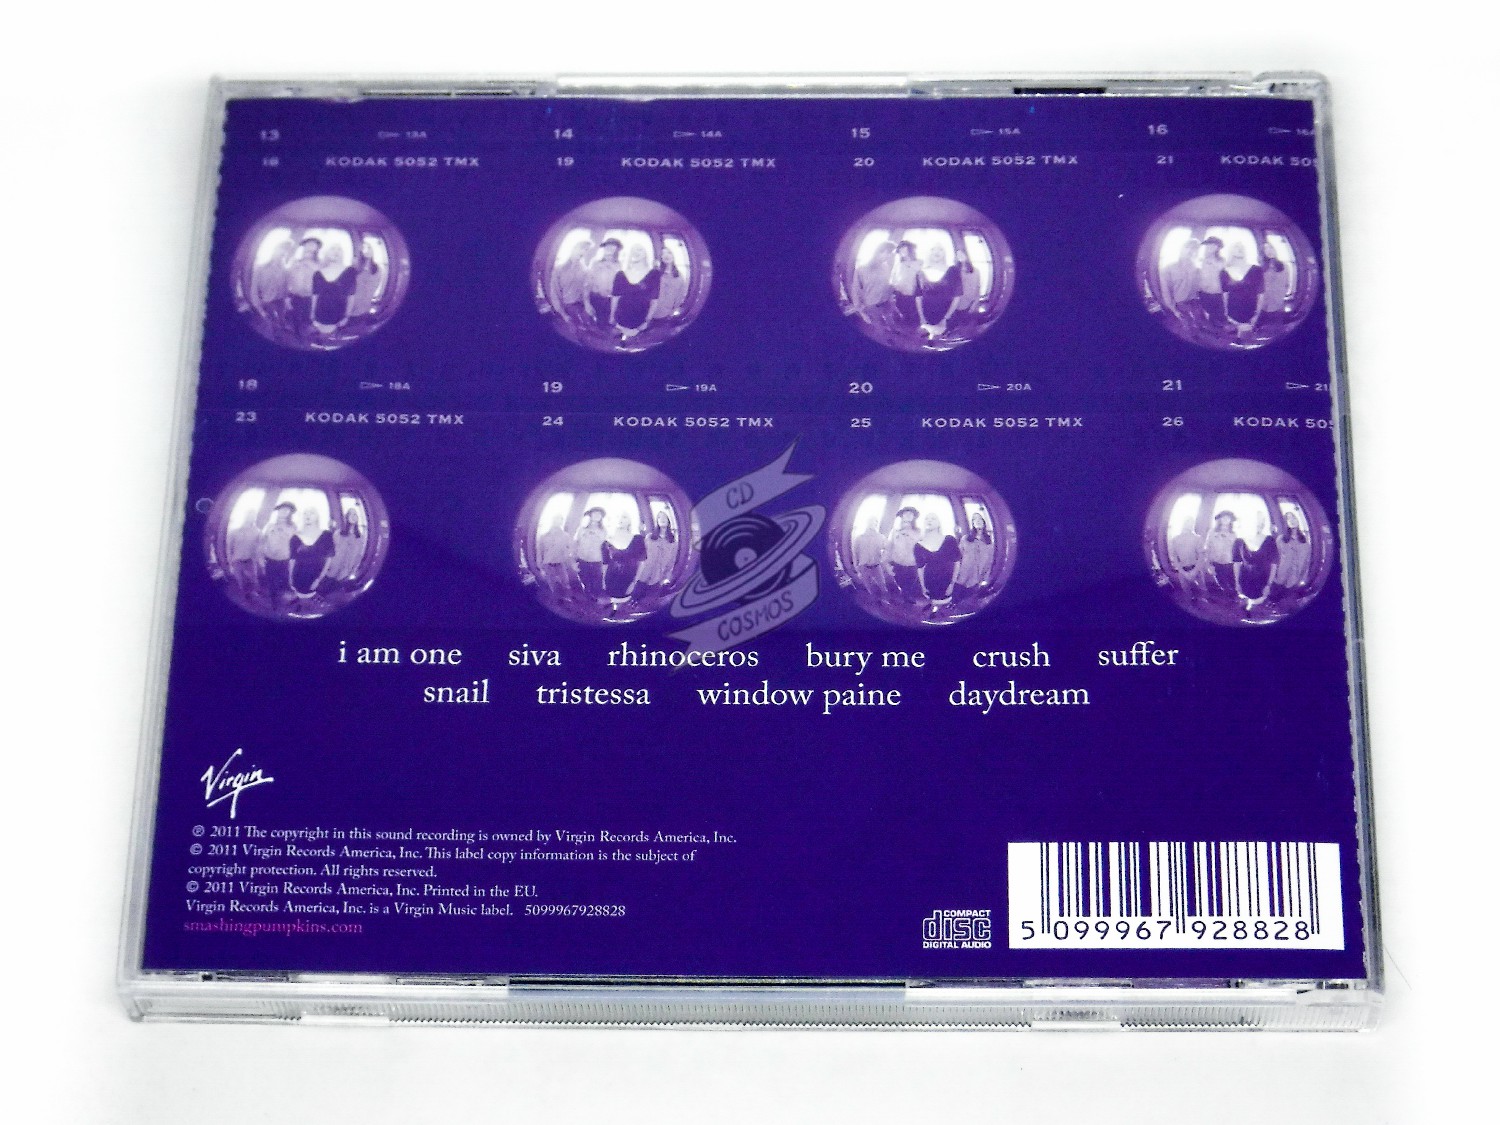 13 13A 14 14A 15 15A 16 16A
18 KODAK 5052 TMX 19 KODAK 5052 TMX 20 KODAK 5052 TMX 21 KODAK 50
18 18A 19 19A 20 20A 21 21
23 KODAK 5052 TMX 24 KODAK 5052 TMX 25 KODAK 5052 TMX 26 KODAK 505
CD
COSMOS
i am one siva rhinoceros bury me crush suffer
snail tristessa window paine daydream
Virgin
℗ 2011 The copyright in this sound recording is owned by Virgin Records America, Inc.
© 2011 Virgin Records America, Inc. This label copy information is the subject of
copyright protection. All rights reserved.
© 2011 Virgin Records America, Inc. Printed in the EU.
Virgin Records America, Inc. is a Virgin Music label. 5099967928828
smashingpumpkins.com
COMPACT
disc
DIGITAL AUDIO
5 099967 928828